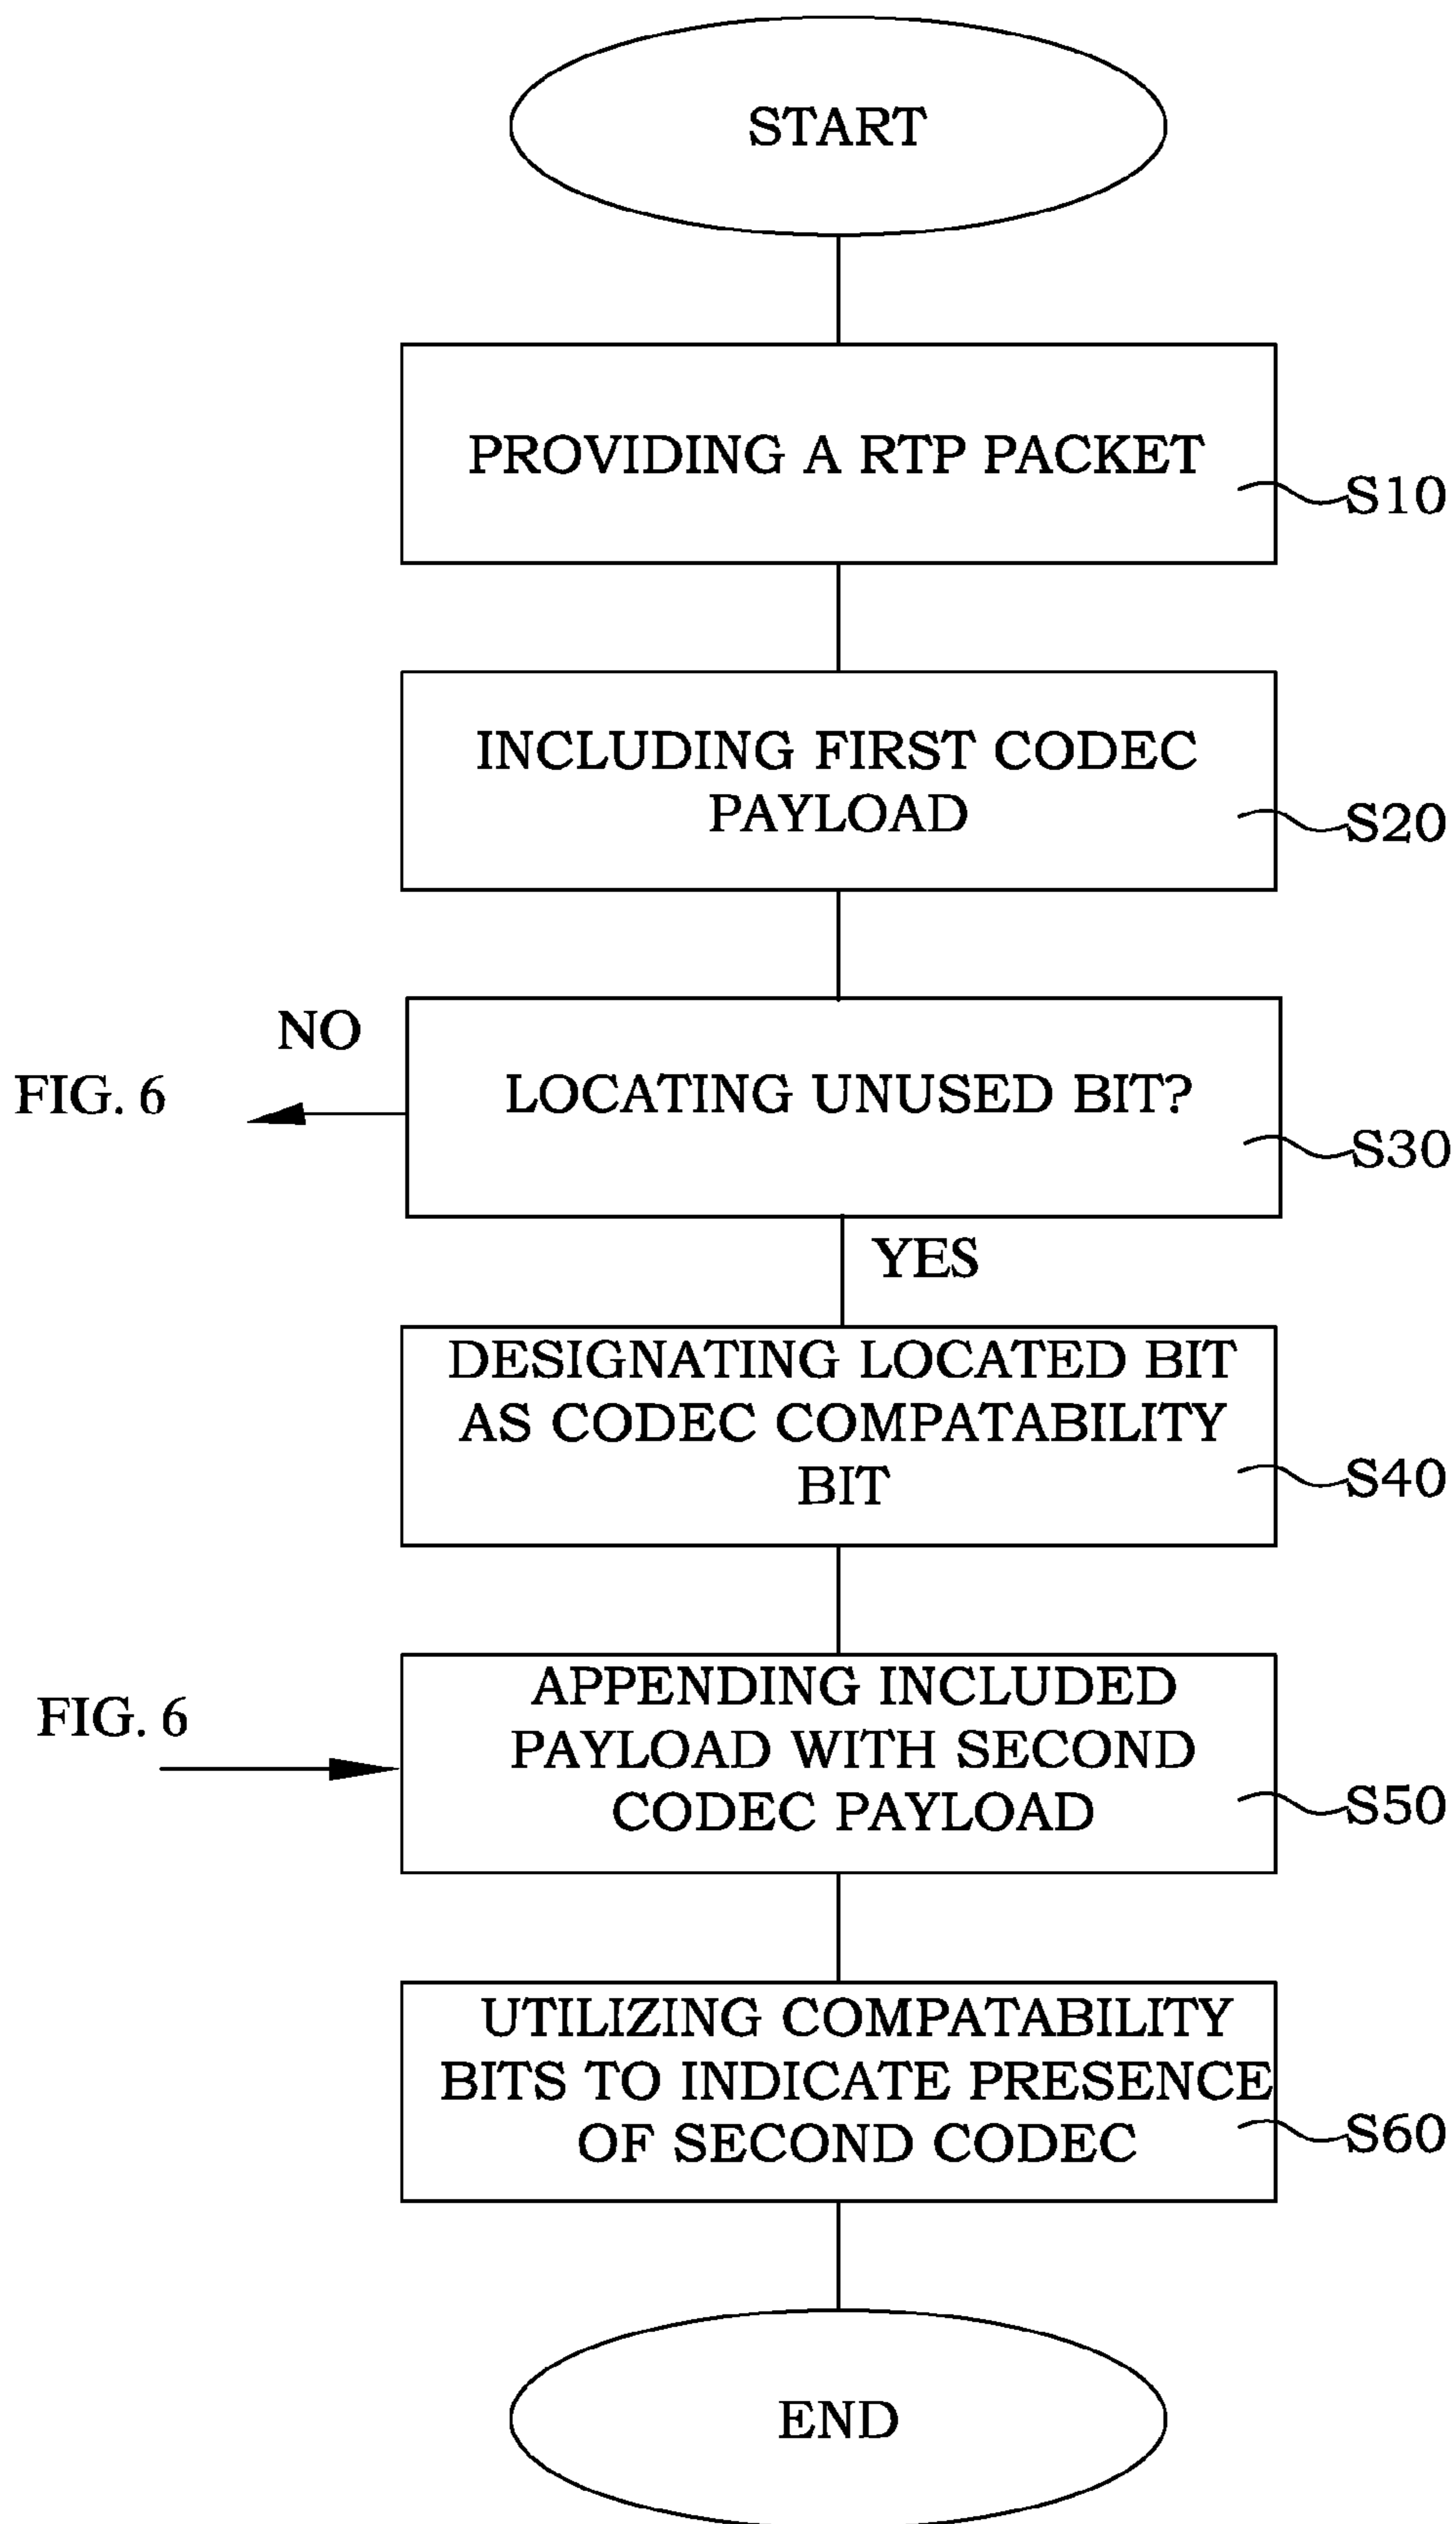 START
PROVIDING A RTP PACKET
S10
INCLUDING FIRST CODEC
PAYLOAD
S20
NO
FIG. 6
LOCATING UNUSED BIT?
S30
YES
DESIGNATING LOCATED BIT
AS CODEC COMPATABILITY
BIT
S40
FIG. 6
APPENDING INCLUDED
PAYLOAD WITH SECOND
CODEC PAYLOAD
S50
UTILIZING COMPATABILITY
BITS TO INDICATE PRESENCE
OF SECOND CODEC
S60
END